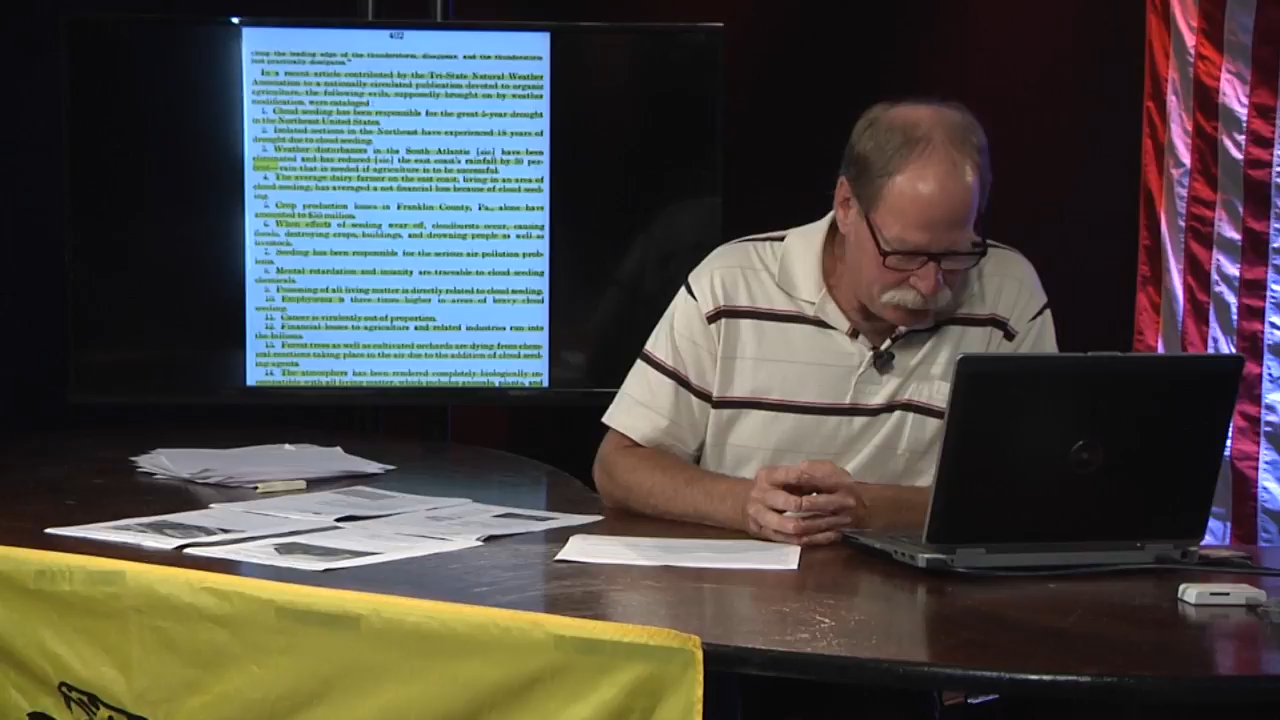 402
along the leading edge of the thunderstorm, disappear, and the thunderstorm
just practically dissipates."
In a recent article contributed by the Tri-State Natural Weather
Association to a nationally circulated publication devoted to organic
agriculture, the following evils, supposedly brought on by weather
modification, were cataloged:
1. Cloud seeding has been responsible for the great 5-year drought
in the Northeast United States.
2. Isolated sections in the Northeast have experienced 18 years of
drought due to cloud seeding.
3. Weather disturbances in the South Atlantic [sic] have been
eliminated and has reduced [sic] the east coast's rainfall by 30 per-
cent—rain that is needed if agriculture is to be successful.
4. The average dairy farmer on the east coast, living in an area of
cloud seeding, has averaged a net financial loss because of cloud seed-
ing.
5. Crop production losses in Franklin County, Pa., alone have
amounted to $50 million.
6. When effects of seeding wear off, cloudbursts occur, causing
floods, destroying crops, buildings, and drowning people as well as
livestock.
7. Seeding has been responsible for the serious air pollution prob-
lems.
8. Mental retardation and insanity are traceable to cloud seeding
chemicals.
9. Poisoning of all living matter is directly related to cloud seeding.
10. Emphysema is three times higher in areas of heavy cloud
seeding.
11. Cancer is virulently out of proportion.
12. Financial losses to agriculture and related industries run into
the billions.
13. Forest trees as well as cultivated orchards are dying from chem-
ical reactions taking place in the air due to the addition of cloud seed-
ing agents.
14. The atmosphere has been rendered completely biologically in-
compatible with all living matter, which includes animals, plants, and